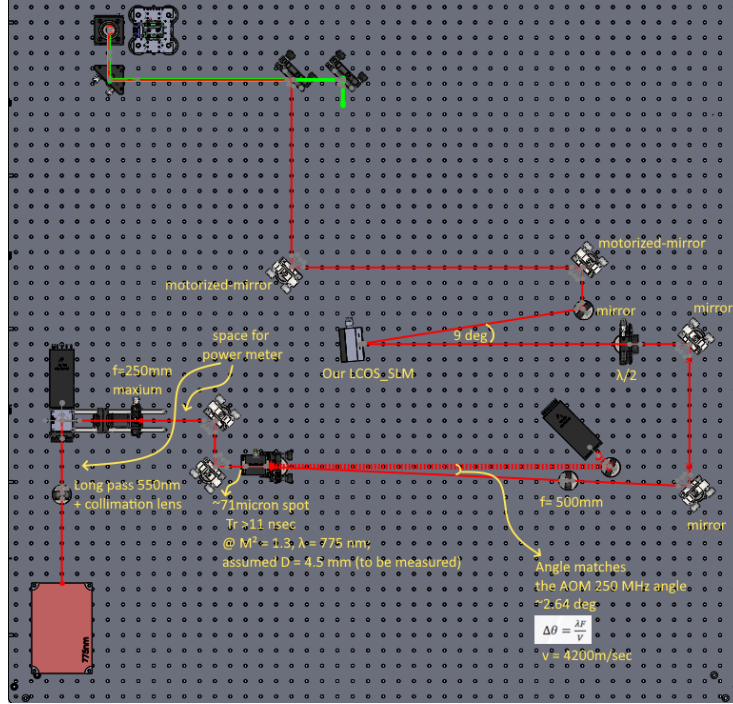 motorized-mirror
motorized-mirror
mirror
mirror
9 deg
space for
power meter
Our LCOS_SLM
λ/2
f=250mm
maxium
Long pass 550nm
+ collimation lens
~71micron spot
Tr >11 nsec
@ M² = 1.3, λ = 775 nm;
assumed D = 4.5 mm (to be measured)
f= 500mm
mirror
Angle matches
the AOM 250 MHz angle
~2.64 deg
Δθ = λF/V
v = 4200m/sec
775nm